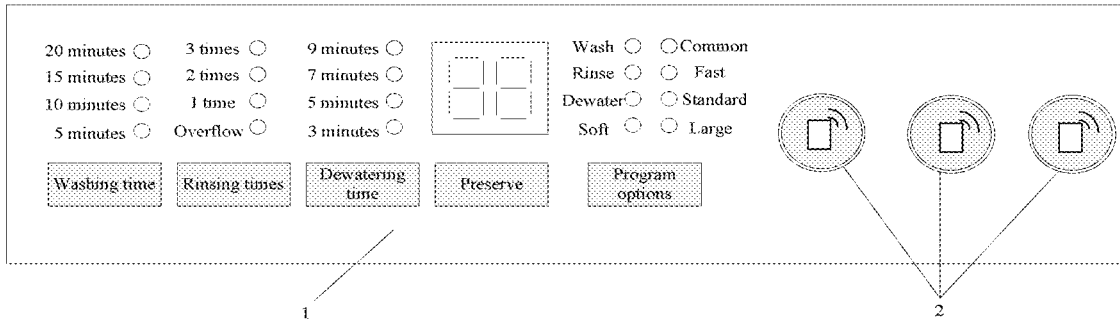 20 minutes
15 minutes
10 minutes
5 minutes
3 times
2 times
1 time
Overflow
9 minutes
7 minutes
5 minutes
3 minutes
Wash
Rinse
Dewater
Soft
Common
Fast
Standard
Large
Washing time
Rinsing times
Dewatering
time
Preserve
Program
options
1
2